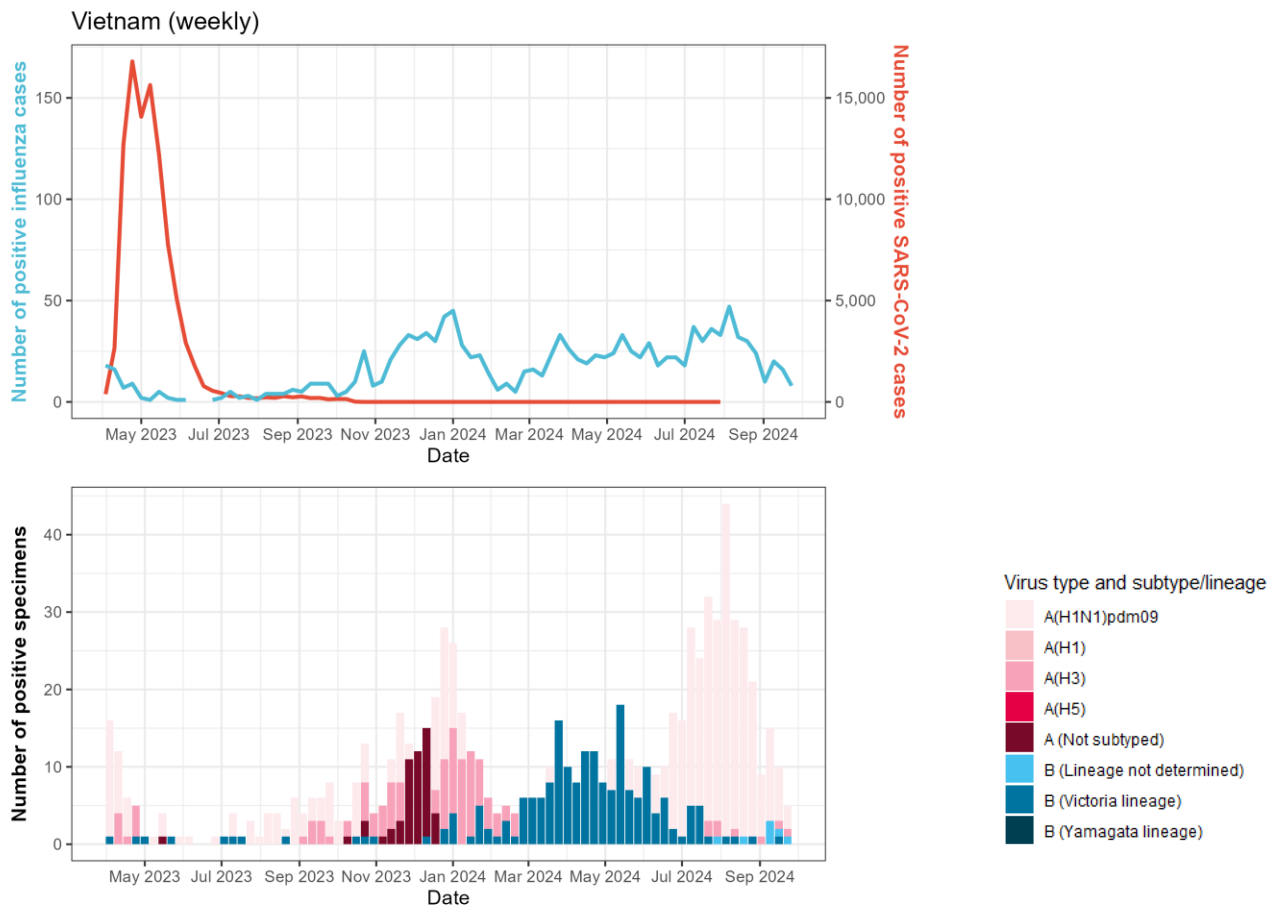 Vietnam (weekly)
Number of positive influenza cases
150
100
50
0
15,000
10,000
5,000
0
Number of positive SARS-CoV-2 cases
May 2023 Jul 2023 Sep 2023 Nov 2023 Jan 2024 Mar 2024 May 2024 Jul 2024 Sep 2024
Date
Number of positive specimens
40
30
20
10
0
May 2023 Jul 2023 Sep 2023 Nov 2023 Jan 2024 Mar 2024 May 2024 Jul 2024 Sep 2024
Date
Virus type and subtype/lineage
A(H1N1)pdm09
A(H1)
A(H3)
A(H5)
A (Not subtyped)
B (Lineage not determined)
B (Victoria lineage)
B (Yamagata lineage)